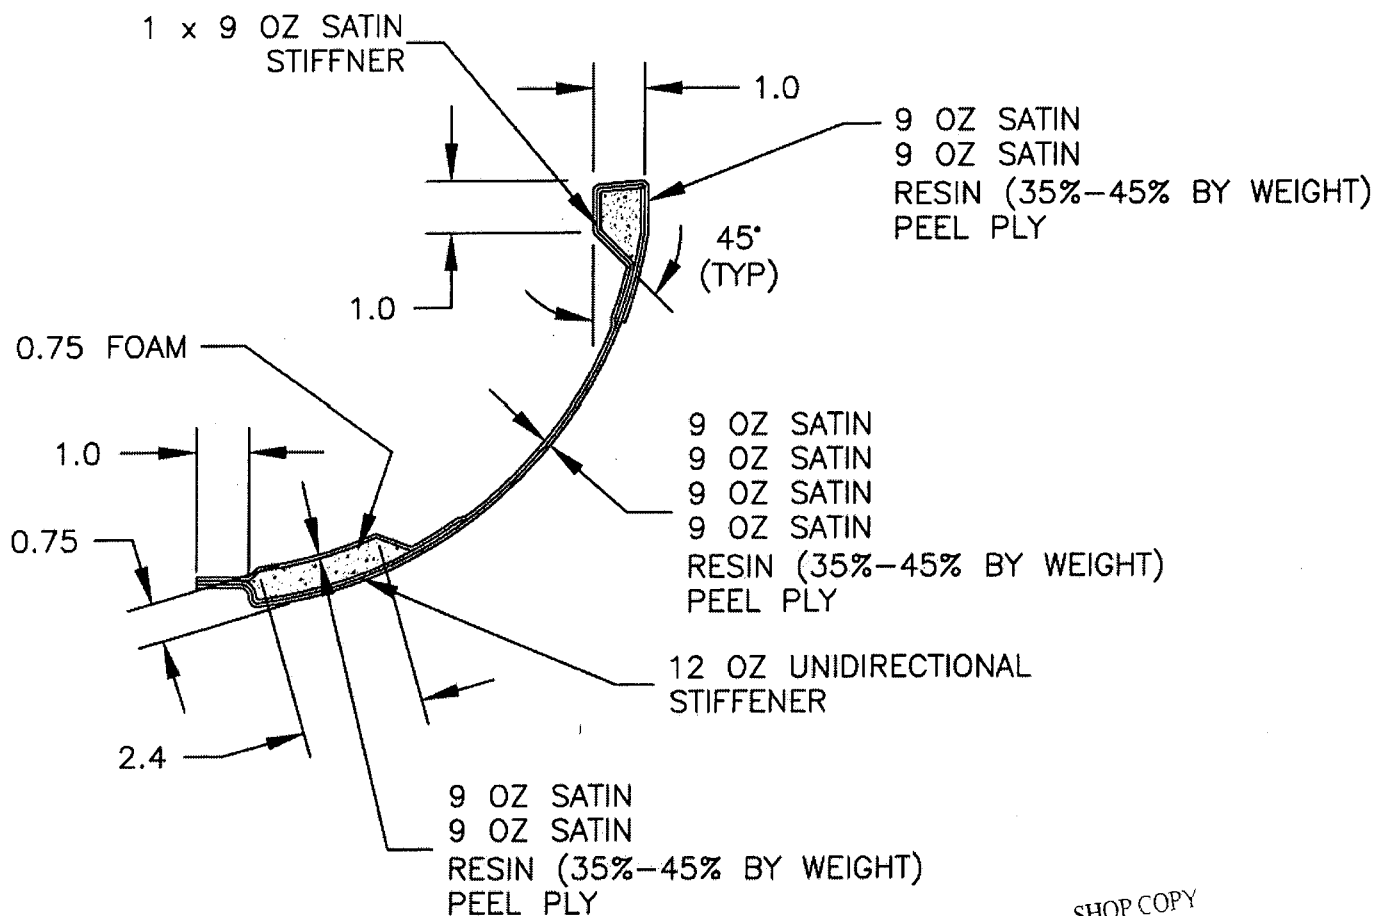 1 x 9 OZ SATIN
STIFFNER
1.0
9 OZ SATIN
9 OZ SATIN
RESIN (35%-45% BY WEIGHT)
PEEL PLY
45°
(TYP)
1.0
0.75 FOAM
1.0
9 OZ SATIN
9 OZ SATIN
9 OZ SATIN
9 OZ SATIN
RESIN (35%-45% BY WEIGHT)
PEEL PLY
0.75
12 OZ UNIDIRECTIONAL
STIFFENER
2.4
9 OZ SATIN
9 OZ SATIN
RESIN (35%-45% BY WEIGHT)
PEEL PLY
SHOP COPY